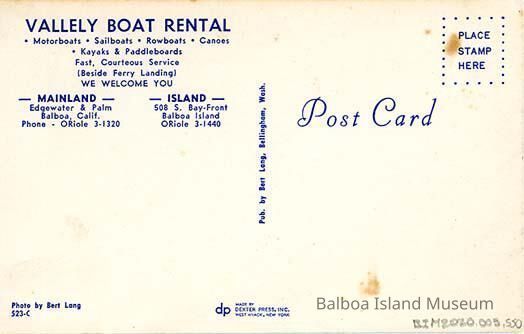 VALLELY BOAT RENTAL
• Motorboats • Sailboats • Rowboats • Canoes
• Kayaks & Paddleboards
Fast, Courteous Service
(Beside Ferry Landing)
WE WELCOME YOU
— MAINLAND —
Edgewater & Palm
Balboa, Calif.
Phone - ORiole 3-1320
— ISLAND —
508 S. Bay-Front
Balboa Island
ORiole 3-1440
Photo by Bert Lang
523-C
Pub. by Bert Lang, Bellingham, Wash.
dp MADE BY
DEXTER PRESS, INC.
WEST NYACK, NEW YORK
Post Card
PLACE
STAMP
HERE
Balboa Island Museum
BIM2020.003.550